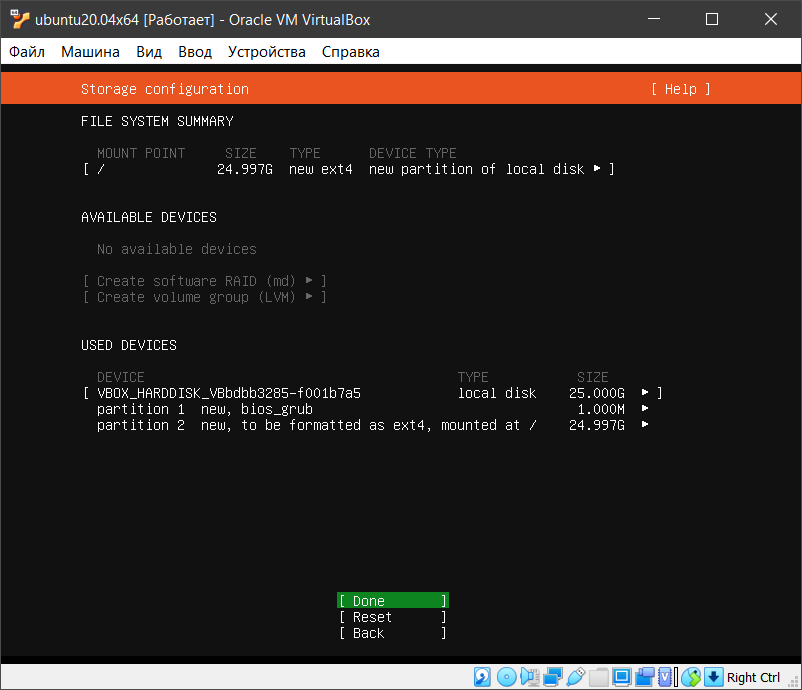 ubuntu20.04x64 [Работает] - Oracle VM VirtualBox
Файл Машина Вид Ввод Устройства Справка
Storage configuration [ Help ]
FILE SYSTEM SUMMARY
MOUNT POINT SIZE TYPE DEVICE TYPE
[ / 24.997G new ext4 new partition of local disk ▸ ]
AVAILABLE DEVICES
No available devices
[ Create software RAID (md) ▸ ]
[ Create volume group (LVM) ▸ ]
USED DEVICES
DEVICE TYPE SIZE
[ VBOX_HARDDISK_VBbdbb3285-f001b7a5 local disk 25.000G ▸ ]
partition 1 new, bios_grub 1.000M ▸
partition 2 new, to be formatted as ext4, mounted at / 24.997G ▸
[ Done ]
[ Reset ]
[ Back ]
Right Ctrl